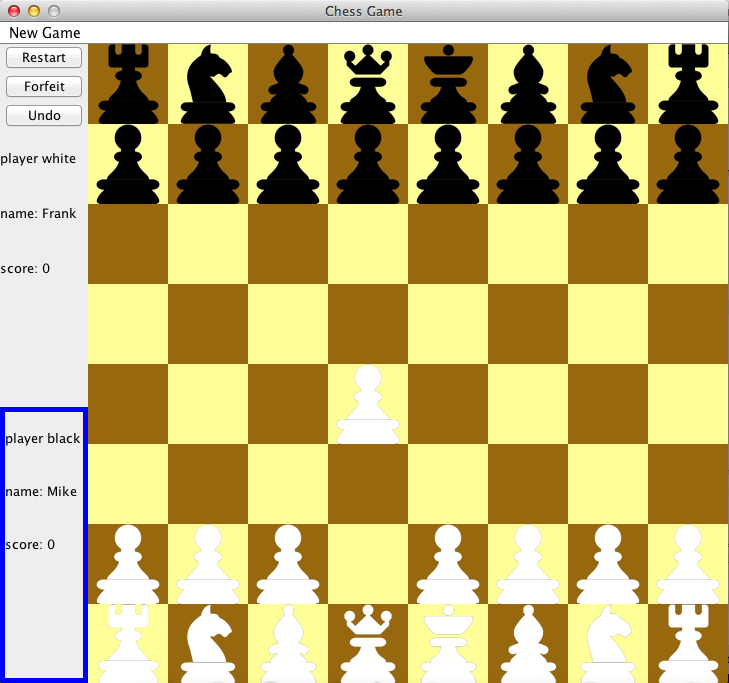 Chess Game
New Game
Restart
Forfeit
Undo
player white
name: Frank
score: 0
player black
name: Mike
score: 0